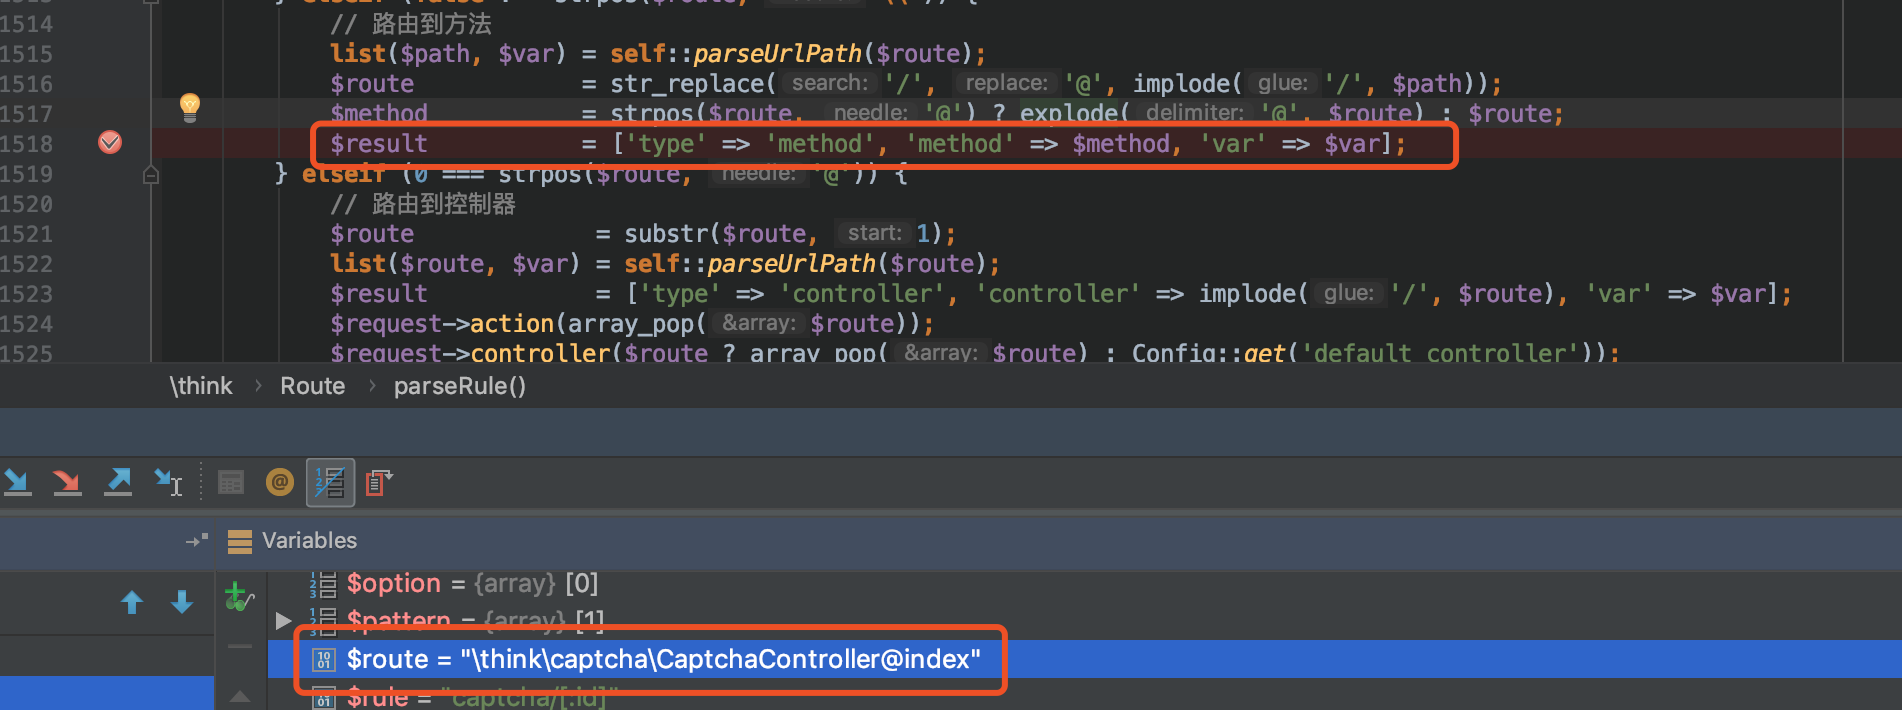 1514 // 路由到方法
1515 list($path, $var) = self::parseUrlPath($route);
1516 $route = str_replace( search: '/', replace: '@', implode( glue: '/', $path));
1517 $method = strpos($route, needle: '@') ? explode( delimiter: '@', $route) : $route;
1518 $result = ['type' => 'method', 'method' => $method, 'var' => $var];
1519 } elseif (0 === strpos($route, needle: '@')) {
1520 // 路由到控制器
1521 $route = substr($route, start: 1);
1522 list($route, $var) = self::parseUrlPath($route);
1523 $result = ['type' => 'controller', 'controller' => implode( glue: '/', $route), 'var' => $var];
1524 $request->action(array_pop( &array: $route));
1525 $request->controller($route ? array_pop( &array: $route) : Config::get('default_controller'));
\think › Route › parseRule()
Variables
$option = {array} [0]
$pattern = {array} [1]
$route = "\think\captcha\CaptchaController@index"
$rule = "captcha/[:id]"